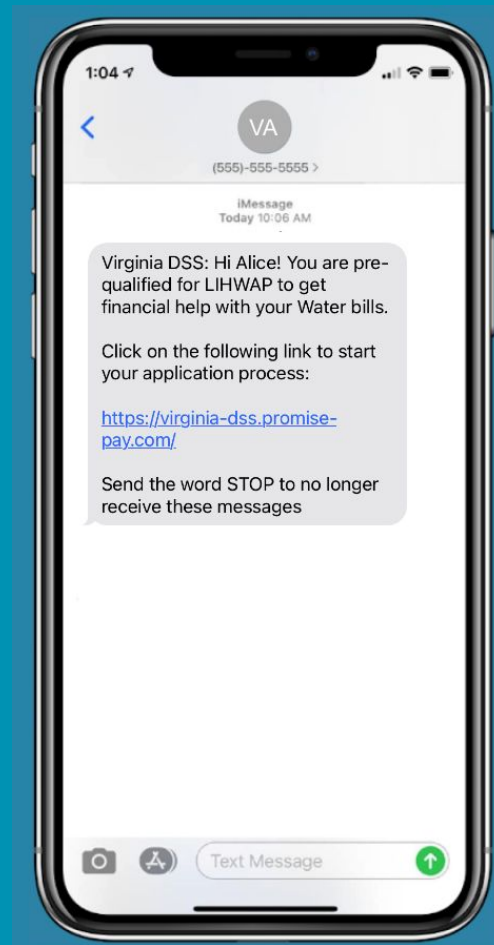 1:04
VA
(555)-555-5555 >
iMessage
Today 10:06 AM
Virginia DSS: Hi Alice! You are pre-
qualified for LIHWAP to get
financial help with your Water bills.
Click on the following link to start
your application process:
https://virginia-dss.promise-
pay.com/
Send the word STOP to no longer
receive these messages
Text Message